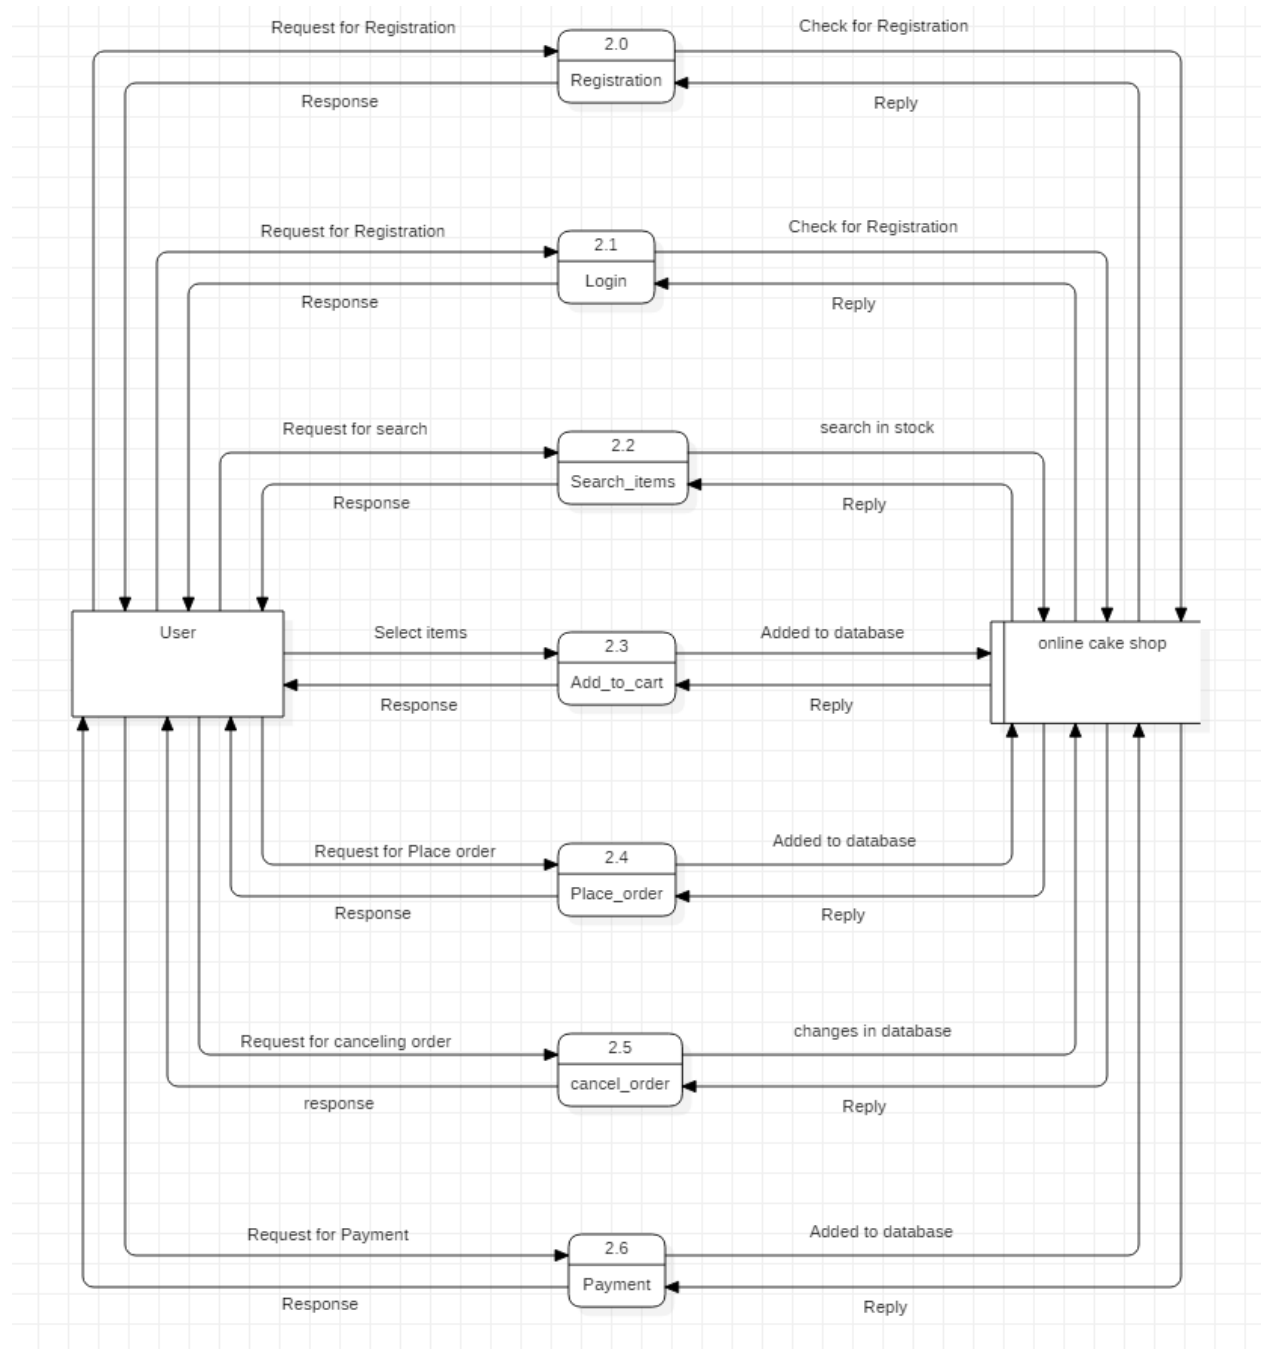 Request for Registration
2.0
Registration
Check for Registration
Response
Reply
Request for Registration
2.1
Login
Check for Registration
Response
Reply
Request for search
2.2
Search_items
search in stock
Response
Reply
User
Select items
2.3
Add_to_cart
Added to database
online cake shop
Response
Reply
Request for Place order
2.4
Place_order
Added to database
Response
Reply
Request for canceling order
2.5
cancel_order
changes in database
response
Reply
Request for Payment
2.6
Payment
Added to database
Response
Reply